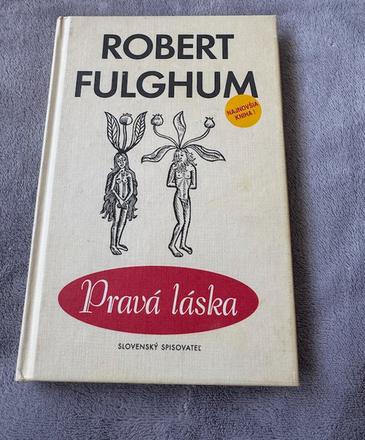 ROBERT
FULGHUM
NAJNOVŠIA
KNIHA!
Pravá láska
SLOVENSKÝ SPISOVATEĽ